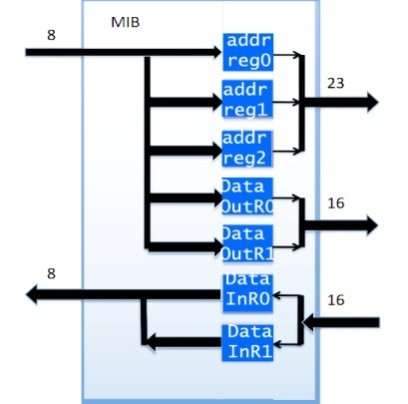 MIB
8
addr
reg0
23
addr
reg1
addr
reg2
Data
OutR0
16
Data
OutR1
8
Data
InR0
16
Data
InR1